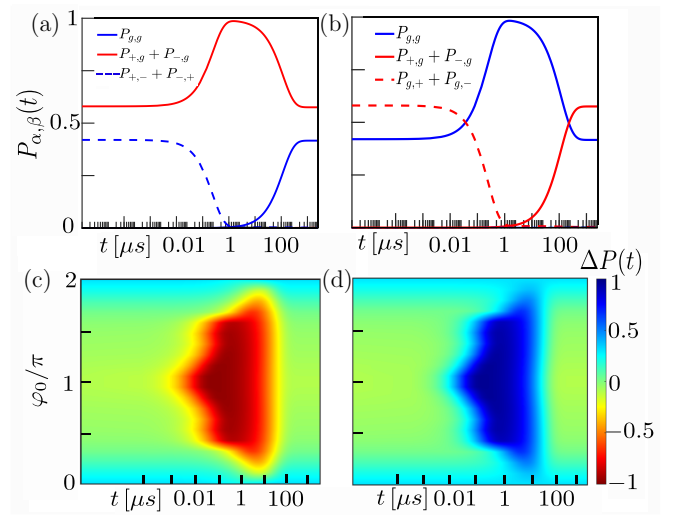 (a)
1
P_{g,g}
P_{+,g} + P_{-,g}
P_{+,-} + P_{-,+}
0.5
0
P_{α,β}(t)
t [μs] 0.01 1 100
(b)
P_{g,g}
P_{+,g} + P_{-,g}
P_{g,+} + P_{g,-}
t [μs] 0.01 1 100
(c)
2
1
0
φ₀/π
t [μs] 0.01 1 100
(d)
t [μs] 0.01 1 100
ΔP(t)
1
0.5
0
−0.5
−1